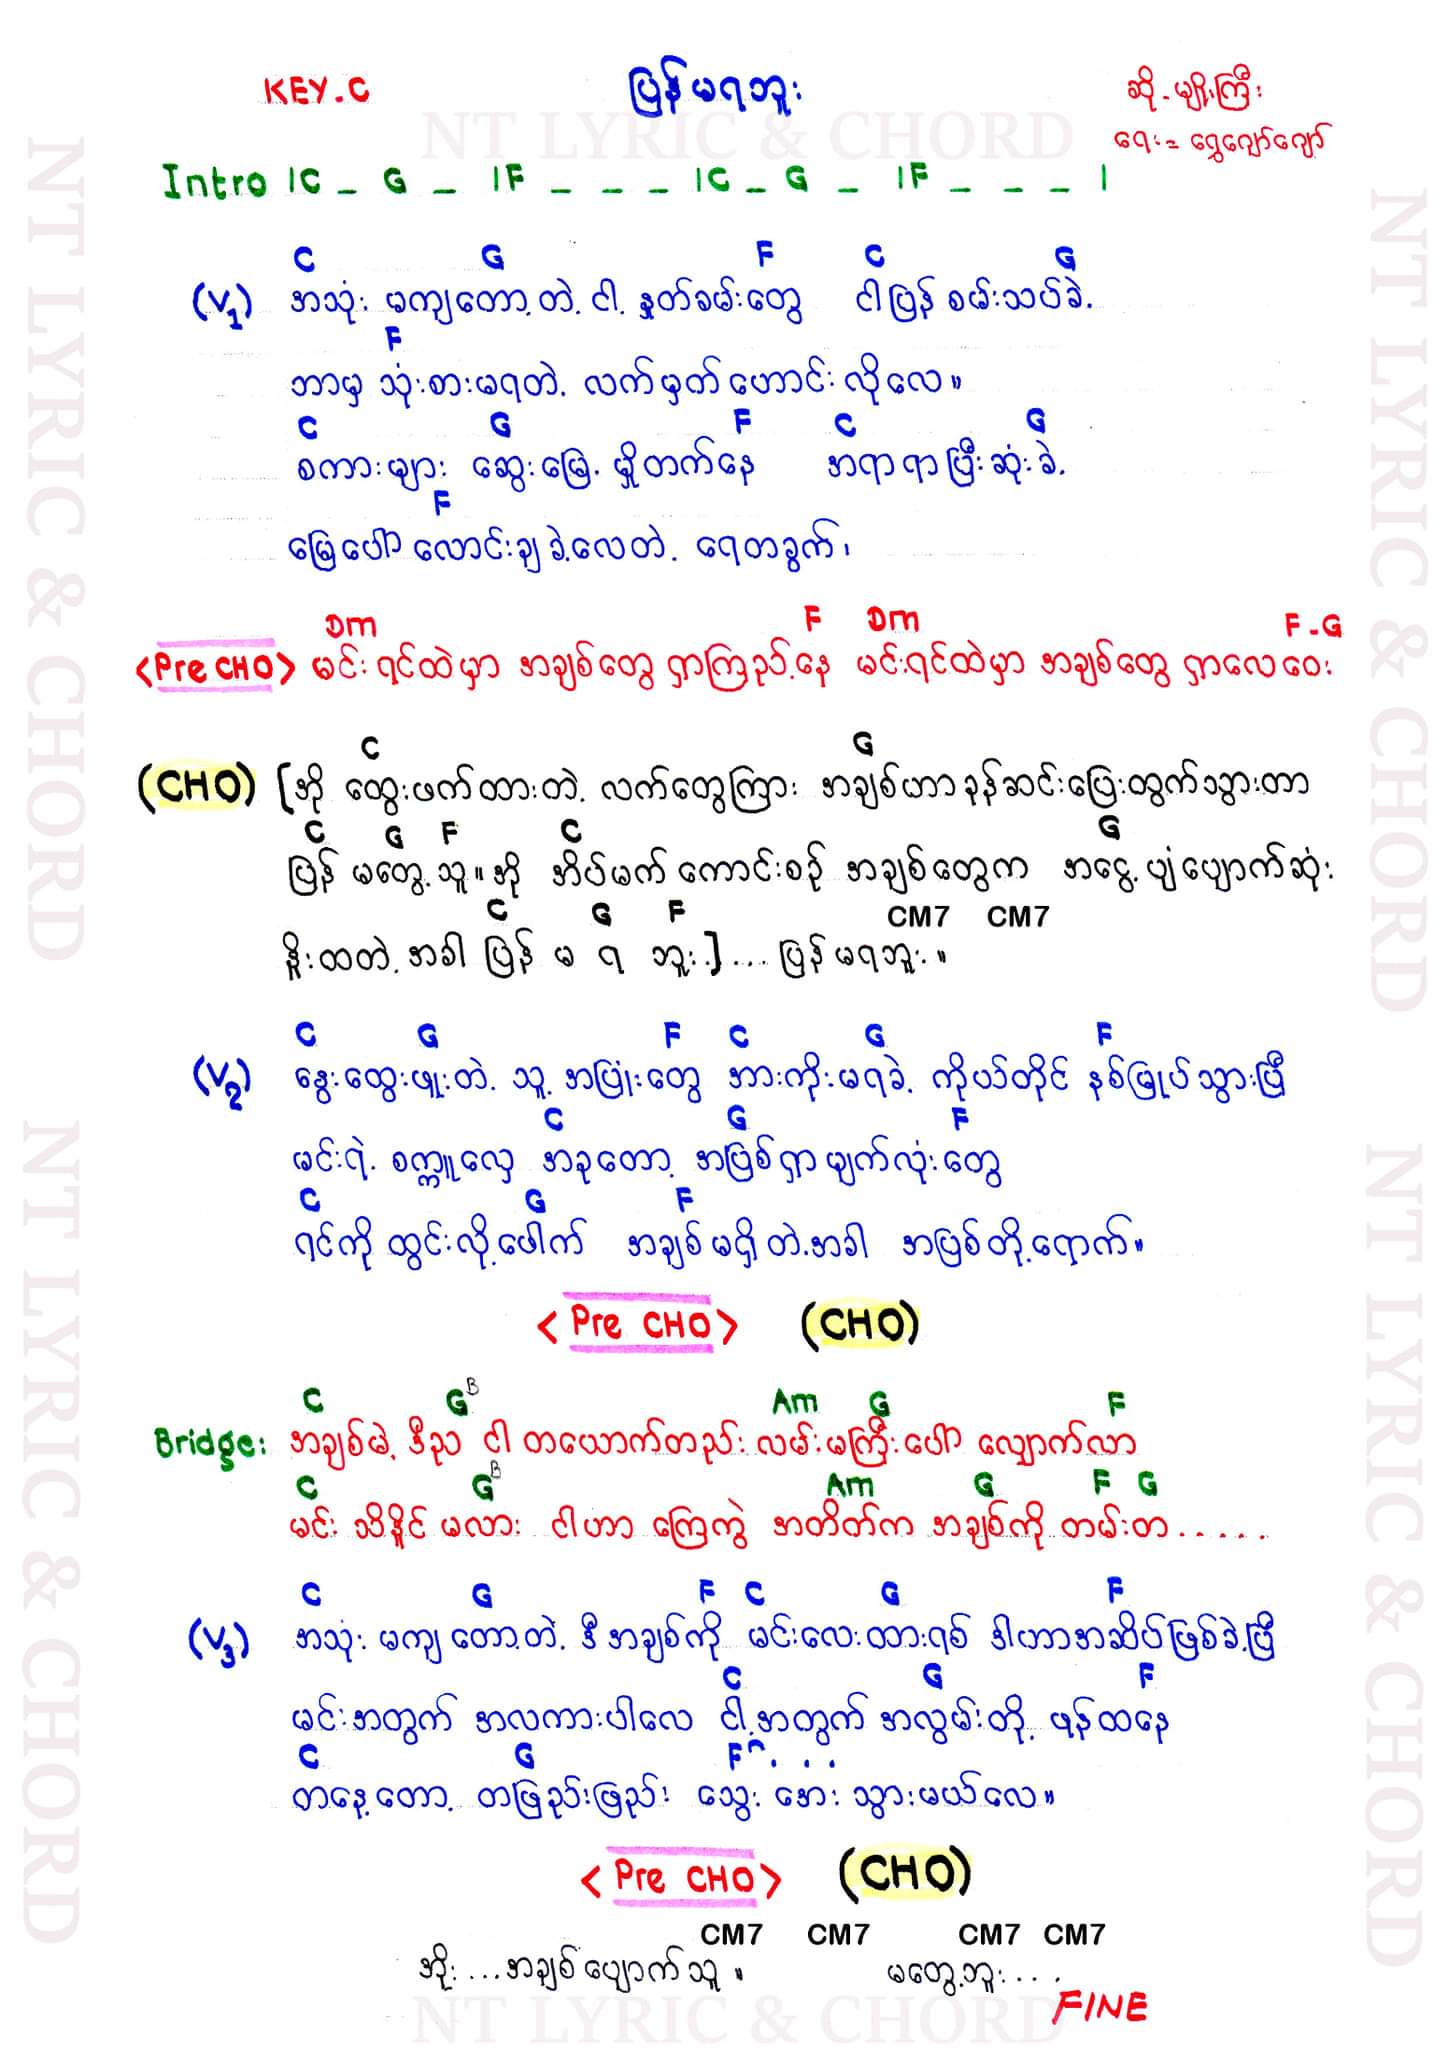 KEY.C
ပြန်မရဘူး
ဆို - မျိုးကြီး
ရေး = ရွှေဂျော်ဂျော်
NT LYRIC & CHORD
Intro |C _ G _ |F _ _ _ |C _ G _ |F _ _ _ |
C G F C G
(V1) အသုံး မကျတော့တဲ့ ငါ့ နှုတ်ခမ်းတွေ ငါပြန် စမ်းသပ်ခဲ့
F
ဘာမှ သုံးစားမရတဲ့ လက်မှတ်ဟောင်းလိုလေ။
C G F C G
စကားများ ဆွေးမြေ့ မှိုတက်နေ အရာရာပြီးဆုံးခဲ့
F
မြေပေါ် လောင်းချခဲ့လေတဲ့ ရေတခွက်၊
Dm F Dm F-G
<Pre CHO> မင်းရင်ထဲမှာ အချစ်တွေ ရှာကြည့်နေ မင်းရင်ထဲမှာ အချစ်တွေ ရှာလေဝေး
C G
(CHO) [အို ထွေးဖက်ထားတဲ့ လက်တွေကြား အချစ်ဟာ ခုန်ဆင်းပြေးထွက်သွားတာ
C G F C G
ပြန် မတွေ့သူ။ အို အိပ်မက်ကောင်းစဉ် အချစ်တွေက အငွေ့ပျံပျောက်ဆုံး
C G F CM7 CM7
နိုးထတဲ့အခါ ပြန် မ ရ ဘူး.].... ပြန်မရဘူး။
C G F C G F
(V2) နွေးထွေးဖူးတဲ့ သူ့ အပြုံးတွေ အားကိုးမရခဲ့ ကိုယ်တိုင် နစ်မြုပ်သွားပြီ
C G F
မင်းရဲ့ စက္ကူလှေ အခုတော့ အပြစ်ရှာမျက်လုံးတွေ
C G F
ရင်ကို ထွင်းလို့ဖေါက် အချစ်မရှိတဲ့အခါ အပြစ်တို့ရောက်။
<Pre CHO> (CHO)
C GB Am G F
Bridge: အချစ်မဲ့ ဒီည ငါ တယောက်တည်း လမ်းမကြီးပေါ် လျှောက်လာ
C GB Am G F G
မင်း သိနိုင် မလား ငါဟာ ကြေကွဲ အတိတ်က အချစ်ကို တမ်းတ.....
C G F C G F
(V3) အသုံး မကျ တော့တဲ့ ဒီအချစ်ကို မင်းလေးထားရစ် ဒါဟာအဆိပ်ဖြစ်ခဲ့ပြီ
C G F
မင်းအတွက် အလကားပါလေ ငါ့အတွက် အလွမ်းတို့ ဖုန်ထနေ
C G F
တနေ့တော့ တဖြည်းဖြည်း သွေး အေး သွားမယ်လေ။
<Pre CHO> (CHO)
CM7 CM7 CM7 CM7
အိုး...အချစ်ပျောက်သူ။ မတွေ့ဘူး...
FINE
NT LYRIC & CHORD
NT LYRIC & CHORD
NT LYRIC & CHORD
NT LYRIC & CHORD
NT LYRIC & CHORD